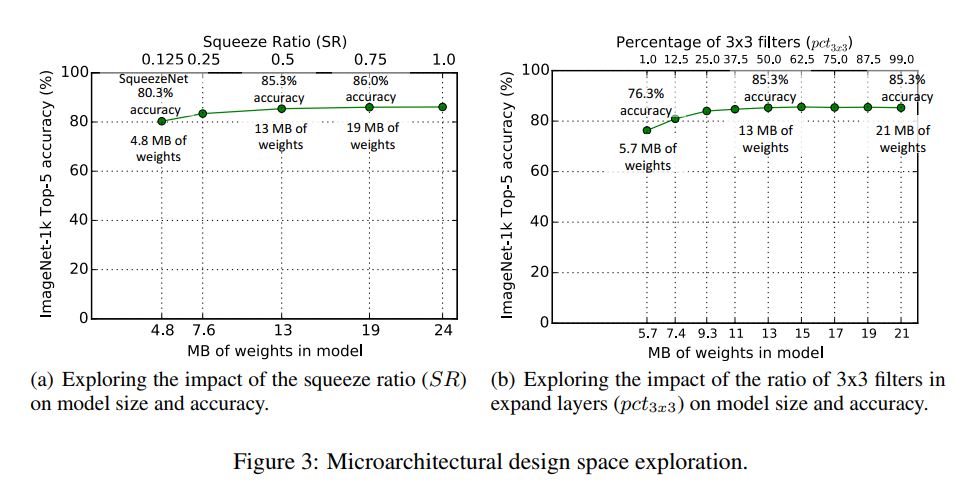 Squeeze Ratio (SR)
0.125 0.25 0.5 0.75 1.0
ImageNet-1k Top-5 accuracy (%)
100
80
60
40
20
0
SqueezeNet
80.3%
accuracy
4.8 MB of
weights
85.3%
accuracy
13 MB of
weights
86.0%
accuracy
19 MB of
weights
4.8 7.6 13 19 24
MB of weights in model
(a) Exploring the impact of the squeeze ratio (SR)
on model size and accuracy.
Percentage of 3x3 filters (pct3x3)
1.0 12.5 25.0 37.5 50.0 62.5 75.0 87.5 99.0
ImageNet-1k Top-5 accuracy (%)
100
80
60
40
20
0
76.3%
accuracy
5.7 MB of
weights
85.3%
accuracy
13 MB of
weights
85.3%
accuracy
21 MB of
weights
5.7 7.4 9.3 11 13 15 17 19 21
MB of weights in model
(b) Exploring the impact of the ratio of 3x3 filters in
expand layers (pct3x3) on model size and accuracy.
Figure 3: Microarchitectural design space exploration.